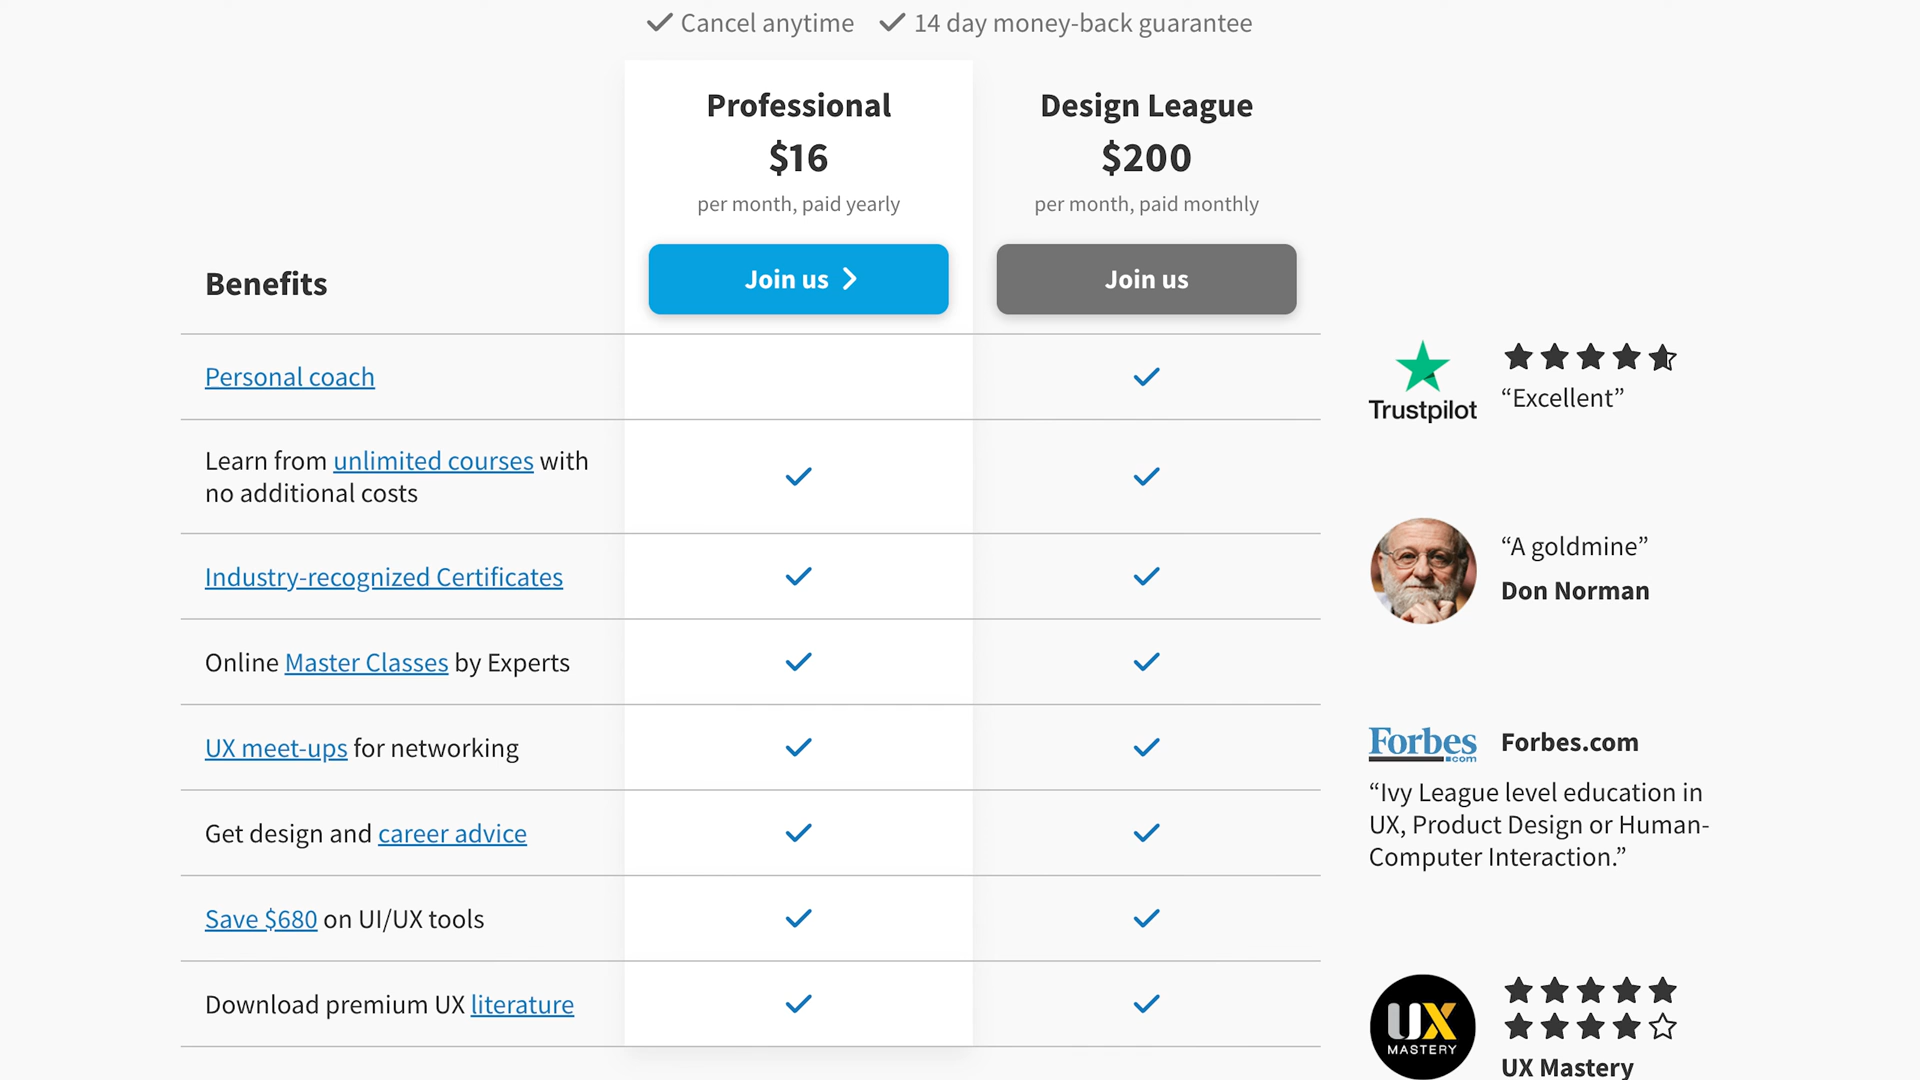 Cancel anytime 14 day money-back guarantee
Professional
$16
per month, paid yearly
Join us
Design League
$200
per month, paid monthly
Join us
Benefits
Personal coach
Learn from unlimited courses with
no additional costs
Industry-recognized Certificates
Online Master Classes by Experts
UX meet-ups for networking
Get design and career advice
Save $680 on UI/UX tools
Download premium UX literature
Trustpilot
“Excellent”
“A goldmine”
Don Norman
Forbes
.com
Forbes.com
“Ivy League level education in
UX, Product Design or Human-
Computer Interaction.”
UX
MASTERY
UX Mastery